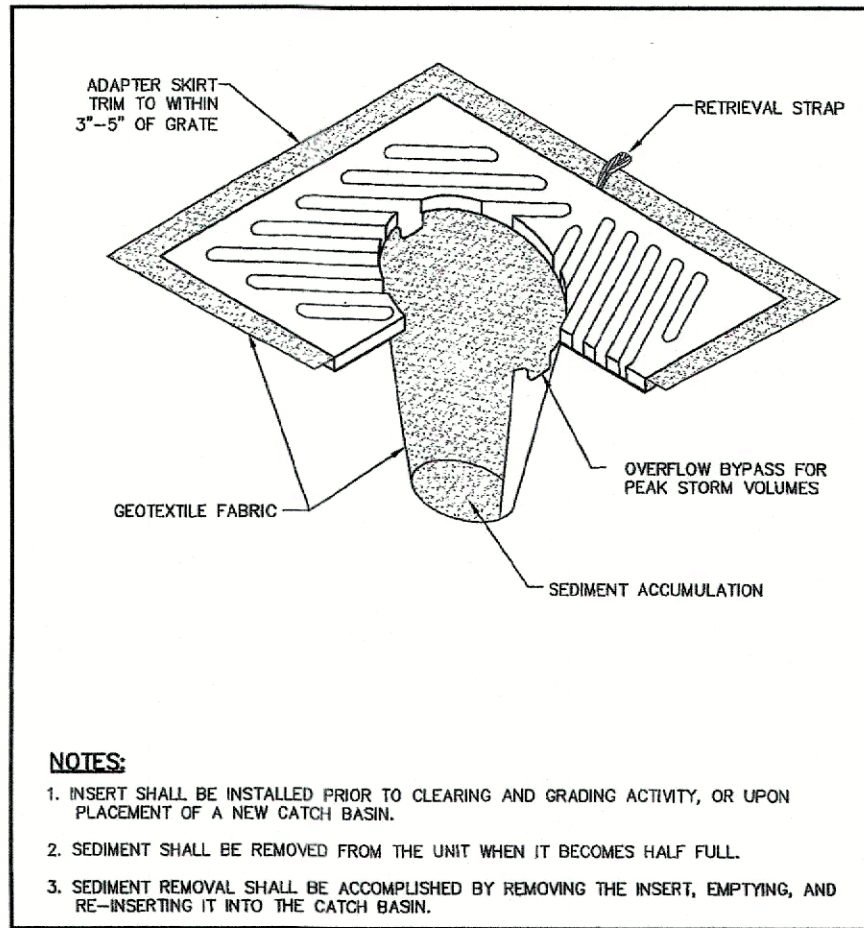 ADAPTER SKIRT
TRIM TO WITHIN
3"-5" OF GRATE
RETRIEVAL STRAP
OVERFLOW BYPASS FOR
PEAK STORM VOLUMES
GEOTEXTILE FABRIC
SEDIMENT ACCUMULATION
NOTES:
1. INSERT SHALL BE INSTALLED PRIOR TO CLEARING AND GRADING ACTIVITY, OR UPON
PLACEMENT OF A NEW CATCH BASIN.
2. SEDIMENT SHALL BE REMOVED FROM THE UNIT WHEN IT BECOMES HALF FULL.
3. SEDIMENT REMOVAL SHALL BE ACCOMPLISHED BY REMOVING THE INSERT, EMPTYING, AND
RE-INSERTING IT INTO THE CATCH BASIN.